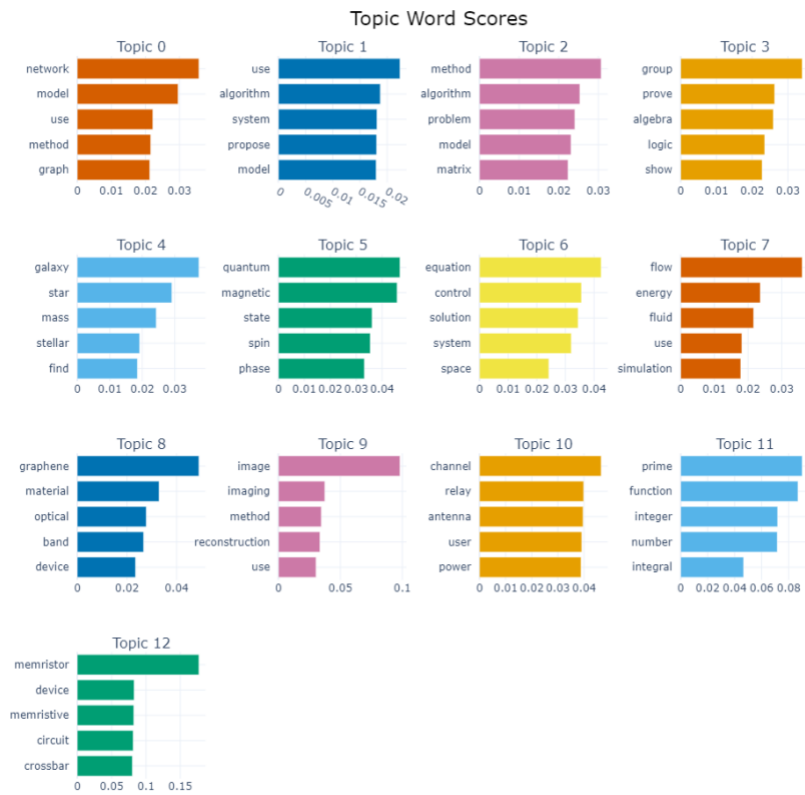 Topic Word Scores
Topic 0
network
model
use
method
graph
0 0.01 0.02 0.03
Topic 1
use
algorithm
system
propose
model
0 0.005 0.01 0.015 0.02
Topic 2
method
algorithm
problem
model
matrix
0 0.01 0.02 0.03
Topic 3
group
prove
algebra
logic
show
0 0.01 0.02 0.03
Topic 4
galaxy
star
mass
stellar
find
0 0.01 0.02 0.03
Topic 5
quantum
magnetic
state
spin
phase
0 0.01 0.02 0.03 0.04
Topic 6
equation
control
solution
system
space
0 0.01 0.02 0.03 0.04
Topic 7
flow
energy
fluid
use
simulation
0 0.01 0.02 0.03
Topic 8
graphene
material
optical
band
device
0 0.02 0.04
Topic 9
image
imaging
method
reconstruction
use
0 0.05 0.1
Topic 10
channel
relay
antenna
user
power
0 0.01 0.02 0.03 0.04
Topic 11
prime
function
integer
number
integral
0 0.02 0.04 0.06 0.08
Topic 12
memristor
device
memristive
circuit
crossbar
0 0.05 0.1 0.15